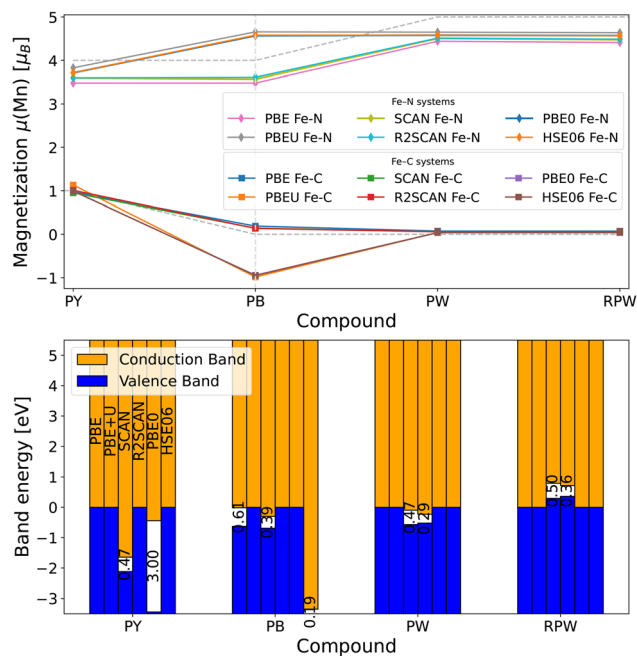 5
4
3
2
1
0
−1
Magnetization μ(Mn) [μB]
Fe–N systems
PBE Fe-N SCAN Fe-N PBE0 Fe-N
PBEU Fe-N R2SCAN Fe-N HSE06 Fe-N
Fe–C systems
PBE Fe-C SCAN Fe-C PBE0 Fe-C
PBEU Fe-C R2SCAN Fe-C HSE06 Fe-C
PY PB PW RPW
Compound
5
4
3
2
1
0
−1
−2
−3
Band energy [eV]
Conduction Band
Valence Band
PBE
PBE+U
SCAN
R2SCAN
PBE0
HSE06
0.47
3.00
0.61
0.39
0.19
0.47
0.29
0.50
0.36
PY PB PW RPW
Compound